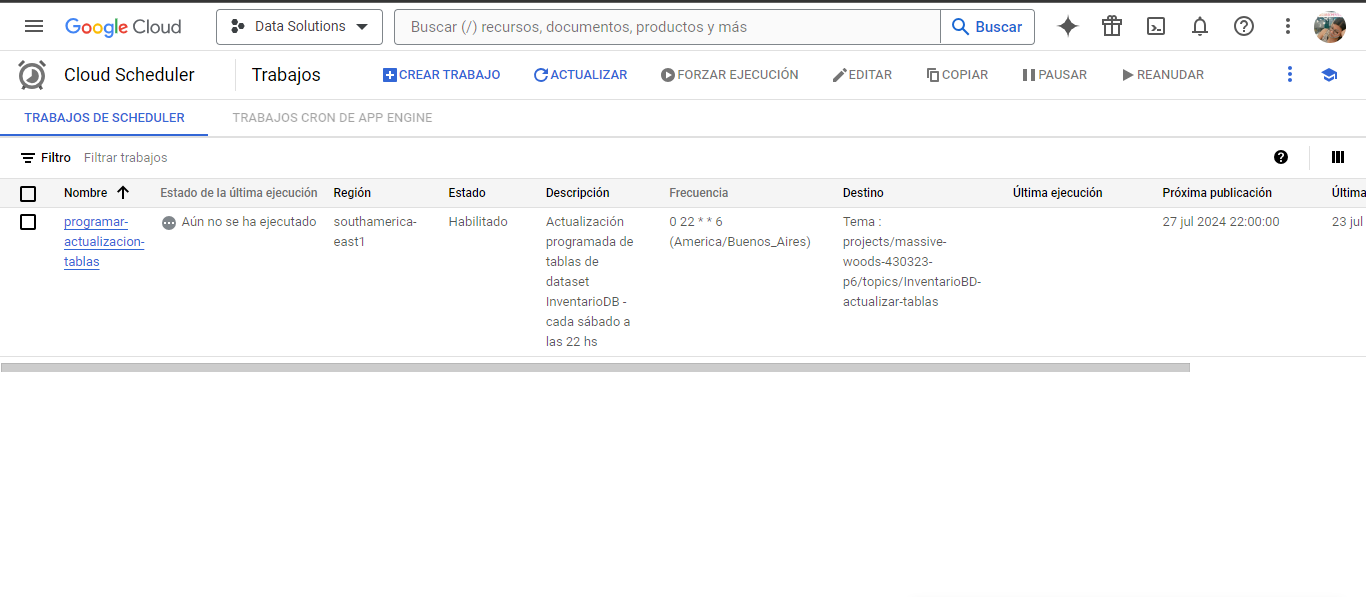 Google Cloud
Data Solutions
Buscar (/) recursos, documentos, productos y más
Buscar
Cloud Scheduler
Trabajos
CREAR TRABAJO
ACTUALIZAR
FORZAR EJECUCIÓN
EDITAR
COPIAR
PAUSAR
REANUDAR
TRABAJOS DE SCHEDULER
TRABAJOS CRON DE APP ENGINE
Filtro
Filtrar trabajos
Nombre
Estado de la última ejecución
Región
Estado
Descripción
Frecuencia
Destino
Última ejecución
Próxima publicación
Última
programar-
actualizacion-
tablas
Aún no se ha ejecutado
southamerica-
east1
Habilitado
Actualización
programada de
tablas de
dataset
InventarioDB -
cada sábado a
las 22 hs
0 22 * * 6
(America/Buenos_Aires)
Tema :
projects/massive-
woods-430323-
p6/topics/InventarioBD-
actualizar-tablas
27 jul 2024 22:00:00
23 jul